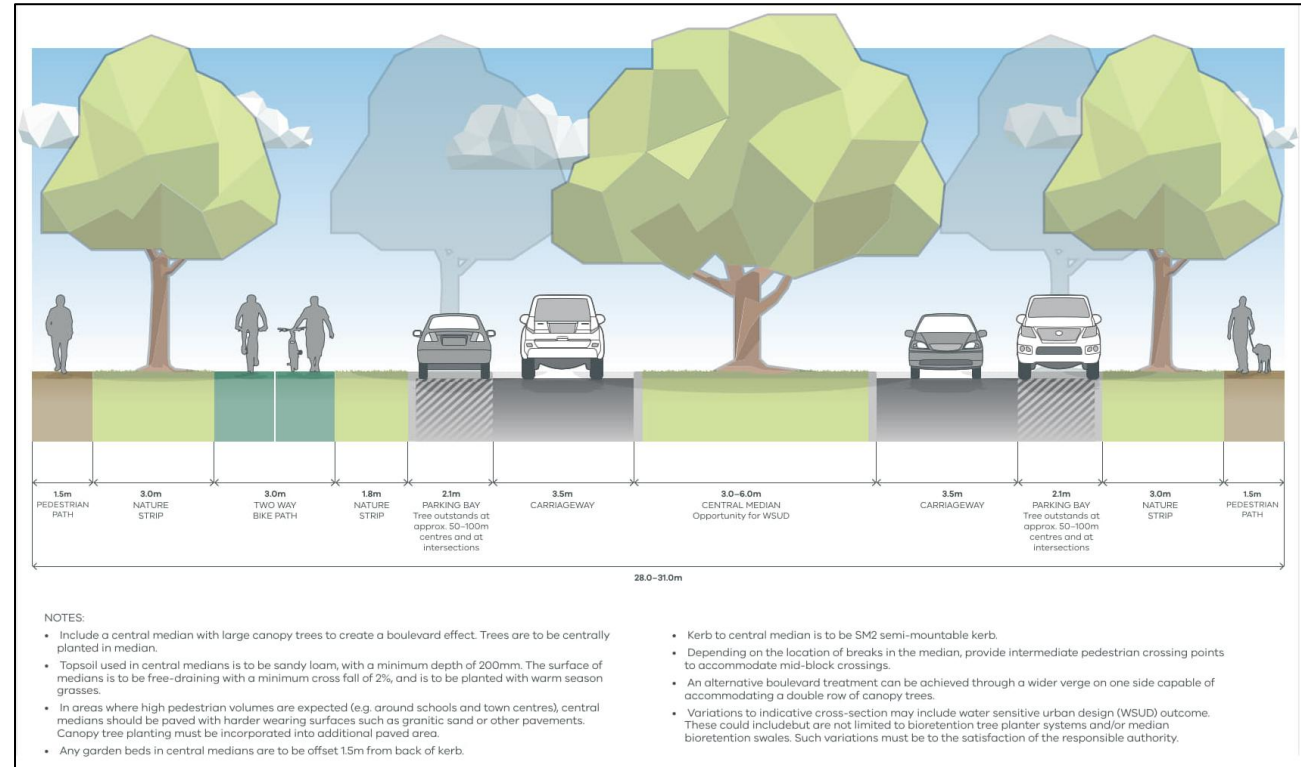 1.5m
PEDESTRIAN
PATH
3.0m
NATURE
STRIP
3.0m
TWO WAY
BIKE PATH
1.8m
NATURE
STRIP
2.1m
PARKING BAY
Tree outstands at
approx. 50–100m
centres and at
intersections
3.5m
CARRIAGEWAY
3.0–6.0m
CENTRAL MEDIAN
Opportunity for WSUD
3.5m
CARRIAGEWAY
2.1m
PARKING BAY
Tree outstands at
approx. 50–100m
centres and at
intersections
3.0m
NATURE
STRIP
1.5m
PEDESTRIAN
PATH
28.0–31.0m
NOTES:
• Include a central median with large canopy trees to create a boulevard effect. Trees are to be centrally
planted in median.
• Topsoil used in central medians is to be sandy loam, with a minimum depth of 200mm. The surface of
medians is to be free-draining with a minimum cross fall of 2%, and is to be planted with warm season
grasses.
• In areas where high pedestrian volumes are expected (e.g. around schools and town centres), central
medians should be paved with harder wearing surfaces such as granitic sand or other pavements.
Canopy tree planting must be incorporated into additional paved area.
• Any garden beds in central medians are to be offset 1.5m from back of kerb.
• Kerb to central median is to be SM2 semi-mountable kerb.
• Depending on the location of breaks in the median, provide intermediate pedestrian crossing points
to accommodate mid-block crossings.
• An alternative boulevard treatment can be achieved through a wider verge on one side capable of
accommodating a double row of canopy trees.
• Variations to indicative cross-section may include water sensitive urban design (WSUD) outcome.
These could includebut are not limited to bioretention tree planter systems and/or median
bioretention swales. Such variations must be to the satisfaction of the responsible authority.